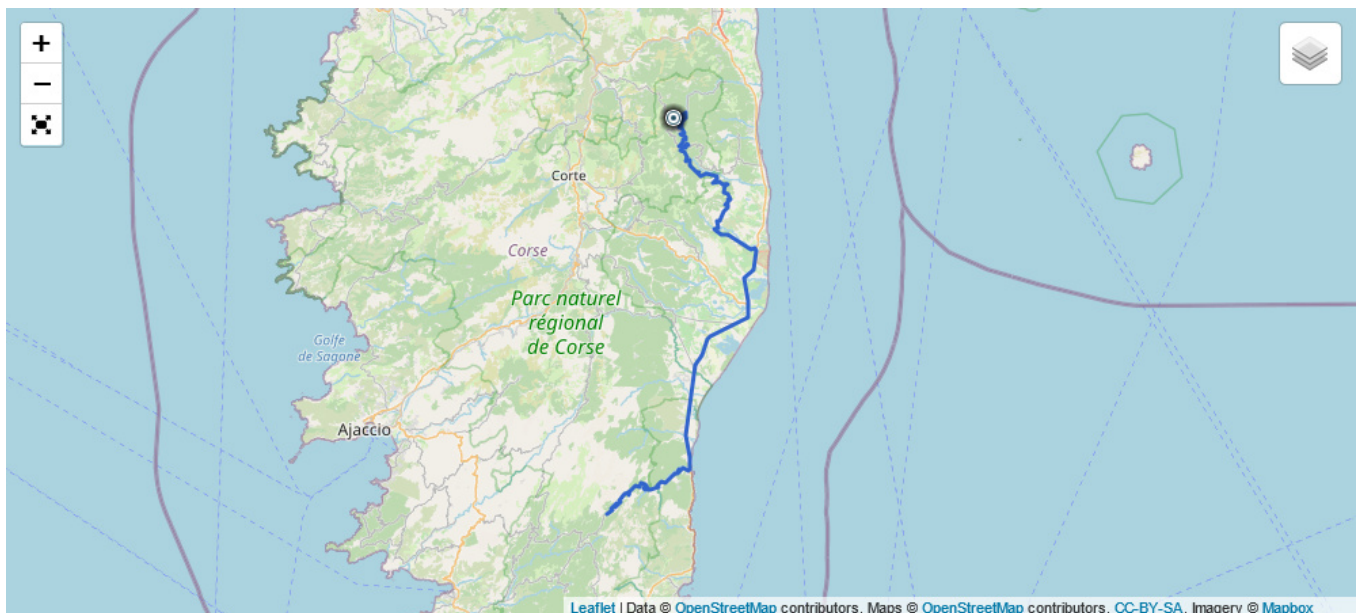 +
−
Corte
Corse
Parc naturel
régional
de Corse
Golfe
de Sagone
Ajaccio
Leaflet | Data © OpenStreetMap contributors, Maps © OpenStreetMap contributors, CC-BY-SA, Imagery © Mapbox